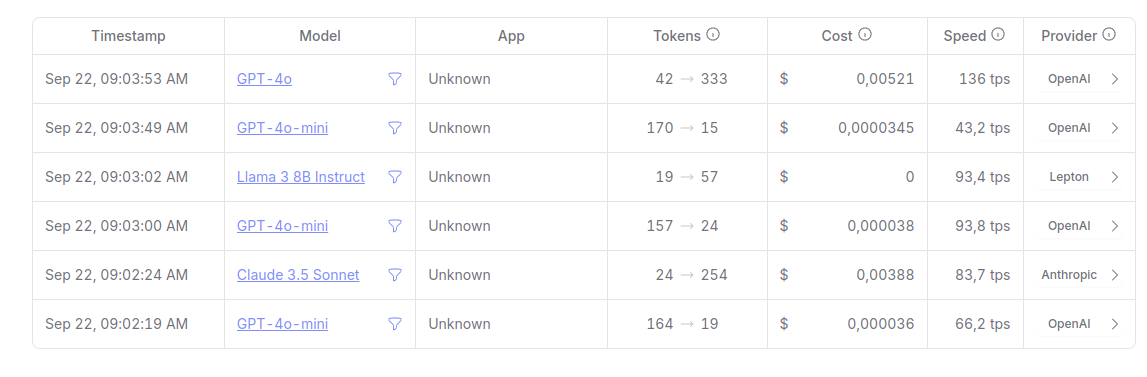 Timestamp Model App Tokens Cost Speed Provider
Sep 22, 09:03:53 AM GPT-4o Unknown 42 → 333 $ 0,00521 136 tps OpenAI
Sep 22, 09:03:49 AM GPT-4o-mini Unknown 170 → 15 $ 0,0000345 43,2 tps OpenAI
Sep 22, 09:03:02 AM Llama 3 8B Instruct Unknown 19 → 57 $ 0 93,4 tps Lepton
Sep 22, 09:03:00 AM GPT-4o-mini Unknown 157 → 24 $ 0,000038 93,8 tps OpenAI
Sep 22, 09:02:24 AM Claude 3.5 Sonnet Unknown 24 → 254 $ 0,00388 83,7 tps Anthropic
Sep 22, 09:02:19 AM GPT-4o-mini Unknown 164 → 19 $ 0,000036 66,2 tps OpenAI